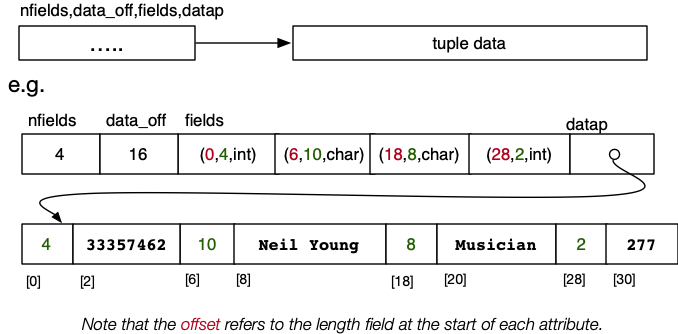 nfields,data_off,fields,datap
..... tuple data
e.g.
nfields data_off fields datap
4 16 (0,4,int) (6,10,char) (18,8,char) (28,2,int)
4 33357462 10 Neil Young 8 Musician 2 277
[0] [2] [6] [8] [18] [20] [28] [30]
Note that the offset refers to the length field at the start of each attribute.